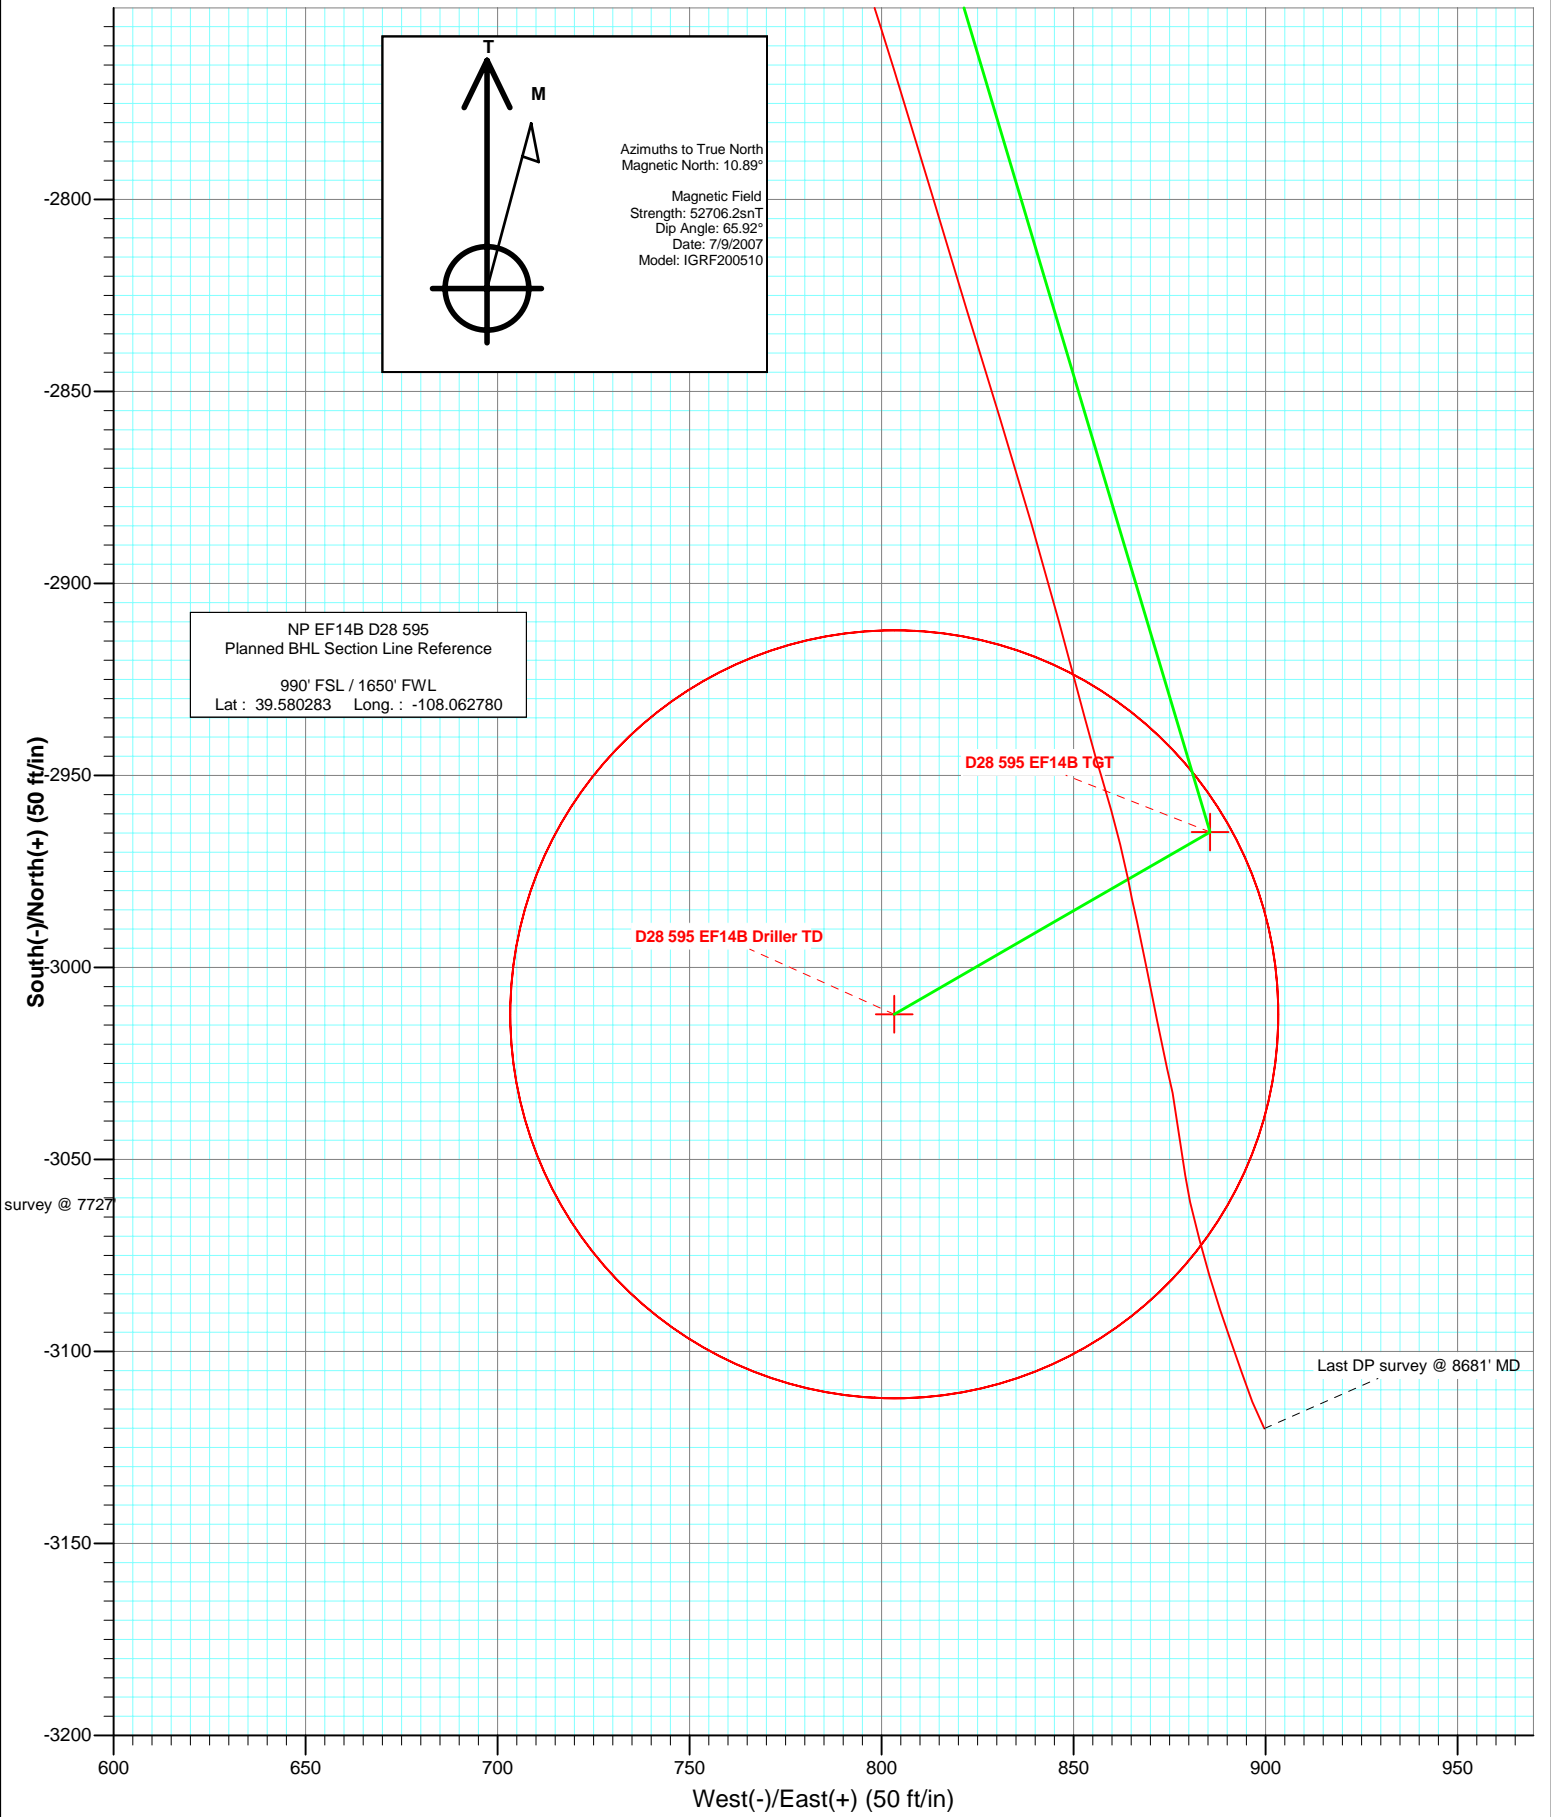 T
M
Azimuths to True North
Magnetic North: 10.89°
Magnetic Field
Strength: 52706.2snT
Dip Angle: 65.92°
Date: 7/9/2007
Model: IGRF200510
-2800
-2850
-2900
NP EF14B D28 595
Planned BHL Section Line Reference
990' FSL / 1650' FWL
Lat : 39.580283 Long. : -108.062780
D28 595 EF14B TGT
-2950
D28 595 EF14B Driller TD
-3000
South(-)/North(+) (50 ft/in)
-3050
survey @ 7727'
-3100
Last DP survey @ 8681' MD
-3150
-3200
600 650 700 750 800 850 900 950
West(-)/East(+) (50 ft/in)